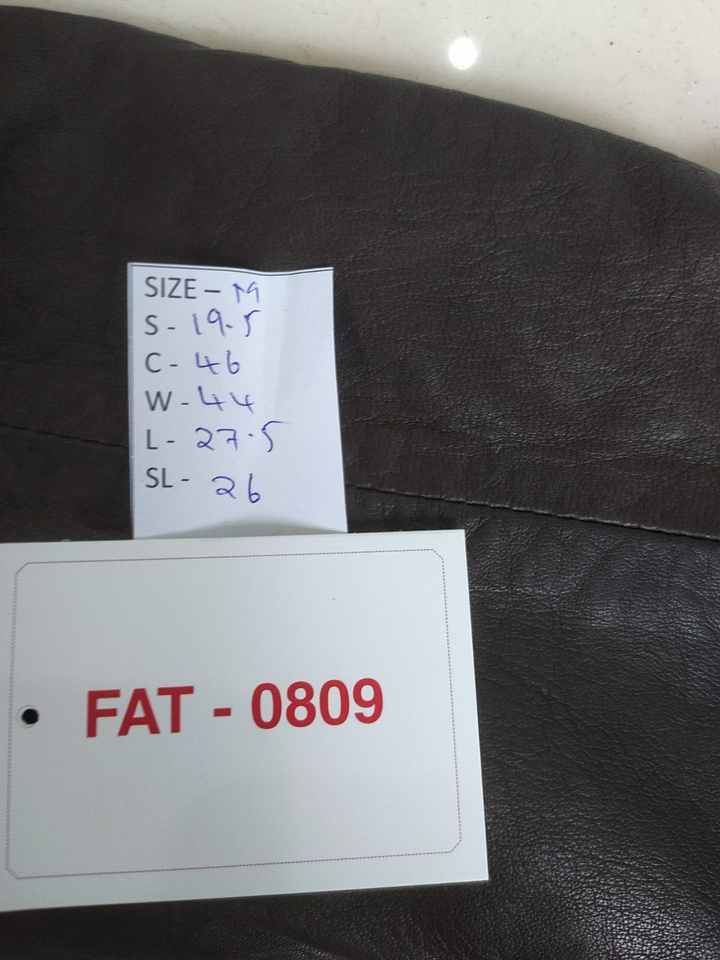 SIZE – M
S - 19.5
C - 46
W - 44
L - 27.5
SL - 26
FAT - 0809